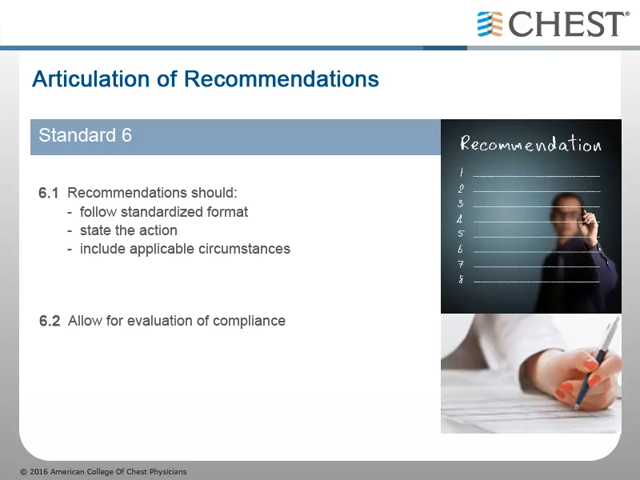 CHEST®
Articulation of Recommendations
Standard 6
6.1 Recommendations should:
- follow standardized format
- state the action
- include applicable circumstances
6.2 Allow for evaluation of compliance
Recommendation
1
2
3
4
5
6
7
8
© 2016 American College Of Chest Physicians